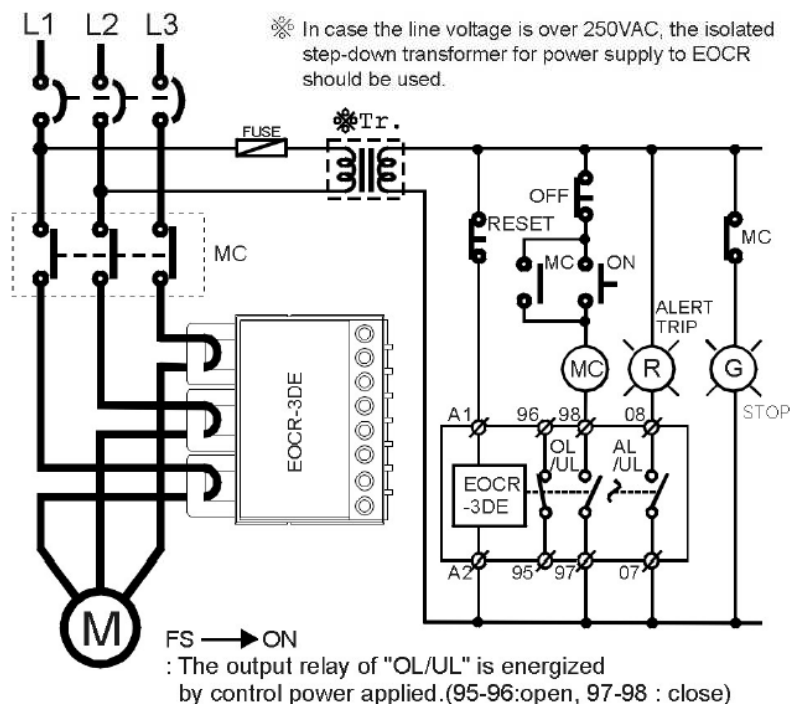 L1 L2 L3
※ In case the line voltage is over 250VAC, the isolated
step-down transformer for power supply to EOCR
should be used.
FUSE
※Tr.
OFF
RESET
MC
MC
ON
MC
ALERT
TRIP
MC
R
G
STOP
EOCR-3DE
A1
96
98
08
OL
/UL
AL
/UL
EOCR
-3DE
A2
95
97
07
M
FS ON
: The output relay of "OL/UL" is energized
by control power applied.(95-96:open, 97-98 : close)